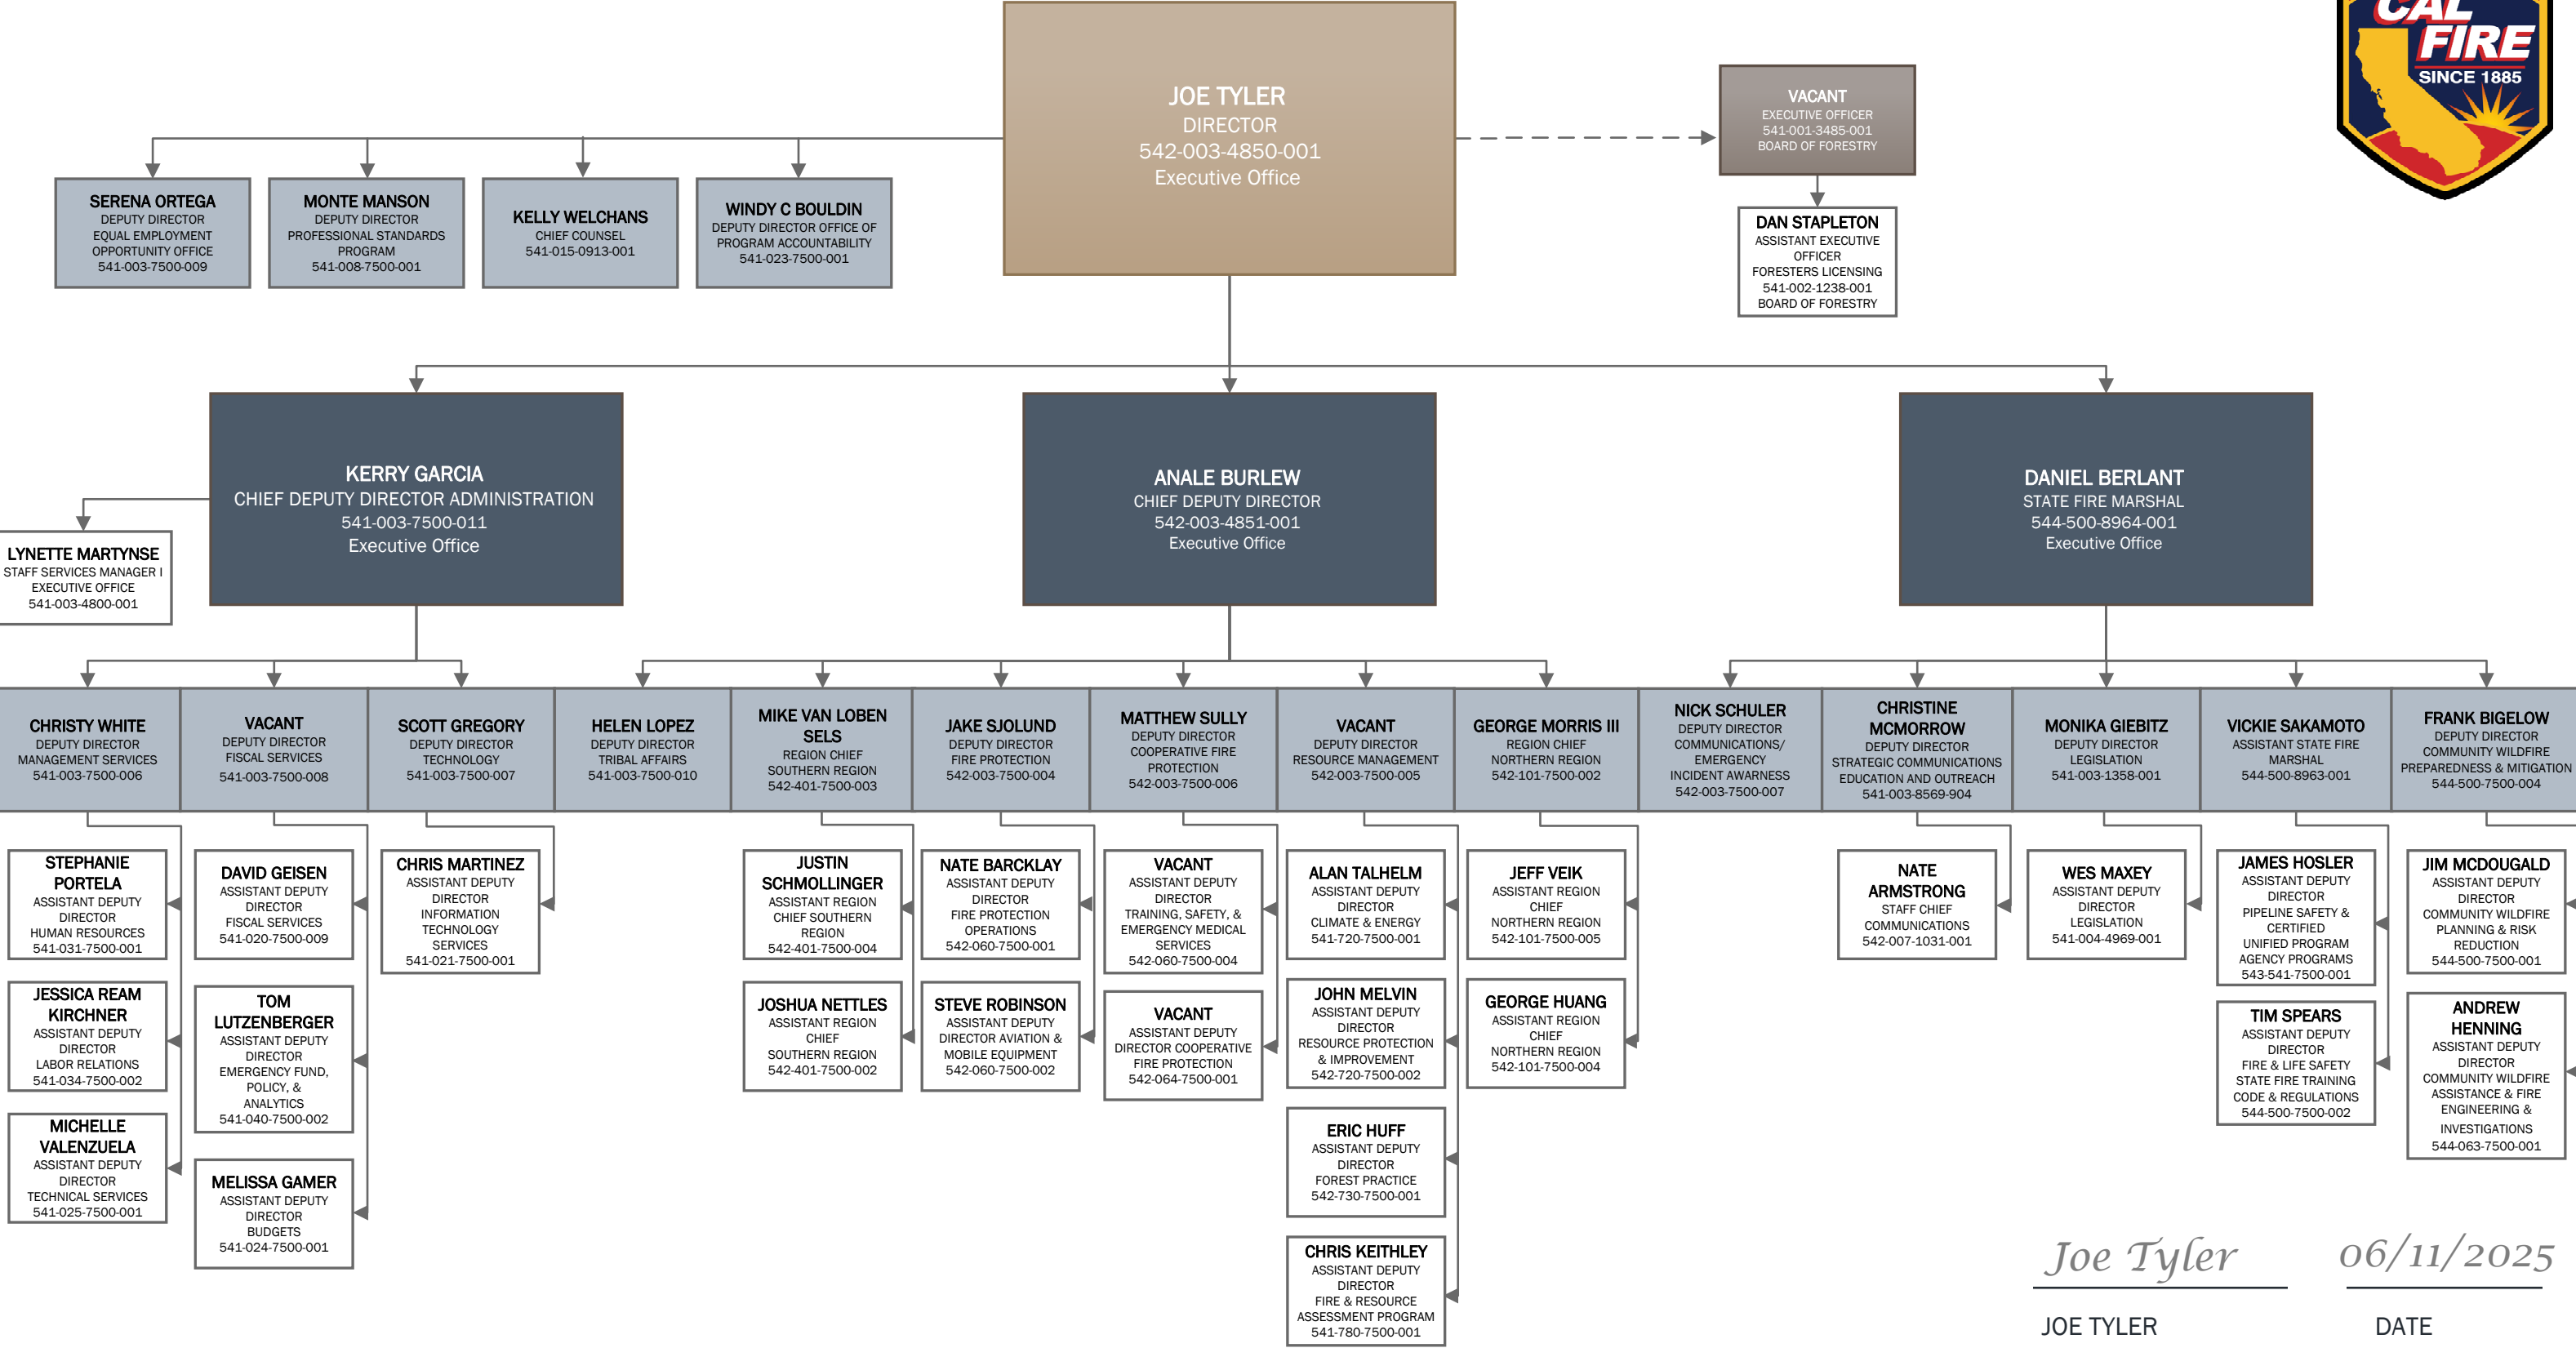 CAL
FIRE
SINCE 1885
JOE TYLER
DIRECTOR
542-003-4850-001
Executive Office
VACANT
EXECUTIVE OFFICER
541-001-3485-001
BOARD OF FORESTRY
DAN STAPLETON
ASSISTANT EXECUTIVE
OFFICER
FORESTERS LICENSING
541-002-1238-001
BOARD OF FORESTRY
SERENA ORTEGA
DEPUTY DIRECTOR
EQUAL EMPLOYMENT
OPPORTUNITY OFFICE
541-003-7500-009
MONTE MANSON
DEPUTY DIRECTOR
PROFESSIONAL STANDARDS
PROGRAM
541-008-7500-001
KELLY WELCHANS
CHIEF COUNSEL
541-015-0913-001
WINDY C BOULDIN
DEPUTY DIRECTOR OFFICE OF
PROGRAM ACCOUNTABILITY
541-023-7500-001
KERRY GARCIA
CHIEF DEPUTY DIRECTOR ADMINISTRATION
541-003-7500-011
Executive Office
ANALE BURLEW
CHIEF DEPUTY DIRECTOR
542-003-4851-001
Executive Office
DANIEL BERLANT
STATE FIRE MARSHAL
544-500-8964-001
Executive Office
LYNETTE MARTYNSE
STAFF SERVICES MANAGER I
EXECUTIVE OFFICE
541-003-4800-001
CHRISTY WHITE
DEPUTY DIRECTOR
MANAGEMENT SERVICES
541-003-7500-006
VACANT
DEPUTY DIRECTOR
FISCAL SERVICES
541-003-7500-008
SCOTT GREGORY
DEPUTY DIRECTOR
TECHNOLOGY
541-003-7500-007
HELEN LOPEZ
DEPUTY DIRECTOR
TRIBAL AFFAIRS
541-003-7500-010
MIKE VAN LOBEN
SELS
REGION CHIEF
SOUTHERN REGION
542-401-7500-003
JAKE SJOLUND
DEPUTY DIRECTOR
FIRE PROTECTION
542-003-7500-004
MATTHEW SULLY
DEPUTY DIRECTOR
COOPERATIVE FIRE
PROTECTION
542-003-7500-006
VACANT
DEPUTY DIRECTOR
RESOURCE MANAGEMENT
542-003-7500-005
GEORGE MORRIS III
REGION CHIEF
NORTHERN REGION
542-101-7500-002
NICK SCHULER
DEPUTY DIRECTOR
COMMUNICATIONS/
EMERGENCY
INCIDENT AWARNESS
542-003-7500-007
CHRISTINE
MCMORROW
DEPUTY DIRECTOR
STRATEGIC COMMUNICATIONS
EDUCATION AND OUTREACH
541-003-8569-904
MONIKA GIEBITZ
DEPUTY DIRECTOR
LEGISLATION
541-003-1358-001
VICKIE SAKAMOTO
ASSISTANT STATE FIRE
MARSHAL
544-500-8963-001
FRANK BIGELOW
DEPUTY DIRECTOR
COMMUNITY WILDFIRE
PREPAREDNESS & MITIGATION
544-500-7500-004
STEPHANIE
PORTELA
ASSISTANT DEPUTY
DIRECTOR
HUMAN RESOURCES
541-031-7500-001
JESSICA REAM
KIRCHNER
ASSISTANT DEPUTY
DIRECTOR
LABOR RELATIONS
541-034-7500-002
MICHELLE
VALENZUELA
ASSISTANT DEPUTY
DIRECTOR
TECHNICAL SERVICES
541-025-7500-001
DAVID GEISEN
ASSISTANT DEPUTY
DIRECTOR
FISCAL SERVICES
541-020-7500-009
TOM
LUTZENBERGER
ASSISTANT DEPUTY
DIRECTOR
EMERGENCY FUND,
POLICY, &
ANALYTICS
541-040-7500-002
MELISSA GAMER
ASSISTANT DEPUTY
DIRECTOR
BUDGETS
541-024-7500-001
CHRIS MARTINEZ
ASSISTANT DEPUTY
DIRECTOR
INFORMATION
TECHNOLOGY
SERVICES
541-021-7500-001
JUSTIN
SCHMOLLINGER
ASSISTANT REGION
CHIEF SOUTHERN
REGION
542-401-7500-004
JOSHUA NETTLES
ASSISTANT REGION
CHIEF
SOUTHERN REGION
542-401-7500-002
NATE BARCKLAY
ASSISTANT DEPUTY
DIRECTOR
FIRE PROTECTION
OPERATIONS
542-060-7500-001
STEVE ROBINSON
ASSISTANT DEPUTY
DIRECTOR AVIATION &
MOBILE EQUIPMENT
542-060-7500-002
VACANT
ASSISTANT DEPUTY
DIRECTOR
TRAINING, SAFETY, &
EMERGENCY MEDICAL
SERVICES
542-060-7500-004
VACANT
ASSISTANT DEPUTY
DIRECTOR COOPERATIVE
FIRE PROTECTION
542-064-7500-001
ALAN TALHELM
ASSISTANT DEPUTY
DIRECTOR
CLIMATE & ENERGY
541-720-7500-001
JOHN MELVIN
ASSISTANT DEPUTY
DIRECTOR
RESOURCE PROTECTION
& IMPROVEMENT
542-720-7500-002
ERIC HUFF
ASSISTANT DEPUTY
DIRECTOR
FOREST PRACTICE
542-730-7500-001
CHRIS KEITHLEY
ASSISTANT DEPUTY
DIRECTOR
FIRE & RESOURCE
ASSESSMENT PROGRAM
541-780-7500-001
JEFF VEIK
ASSISTANT REGION
CHIEF
NORTHERN REGION
542-101-7500-005
GEORGE HUANG
ASSISTANT REGION
CHIEF
NORTHERN REGION
542-101-7500-004
NATE
ARMSTRONG
STAFF CHIEF
COMMUNICATIONS
542-007-1031-001
WES MAXEY
ASSISTANT DEPUTY
DIRECTOR
LEGISLATION
541-004-4969-001
JAMES HOSLER
ASSISTANT DEPUTY
DIRECTOR
PIPELINE SAFETY &
CERTIFIED
UNIFIED PROGRAM
AGENCY PROGRAMS
543-541-7500-001
TIM SPEARS
ASSISTANT DEPUTY
DIRECTOR
FIRE & LIFE SAFETY
STATE FIRE TRAINING
CODE & REGULATIONS
544-500-7500-002
JIM MCDOUGALD
ASSISTANT DEPUTY
DIRECTOR
COMMUNITY WILDFIRE
PLANNING & RISK
REDUCTION
544-500-7500-001
ANDREW
HENNING
ASSISTANT DEPUTY
DIRECTOR
COMMUNITY WILDFIRE
ASSISTANCE & FIRE
ENGINEERING &
INVESTIGATIONS
544-063-7500-001
Joe Tyler
06/11/2025
JOE TYLER
DATE